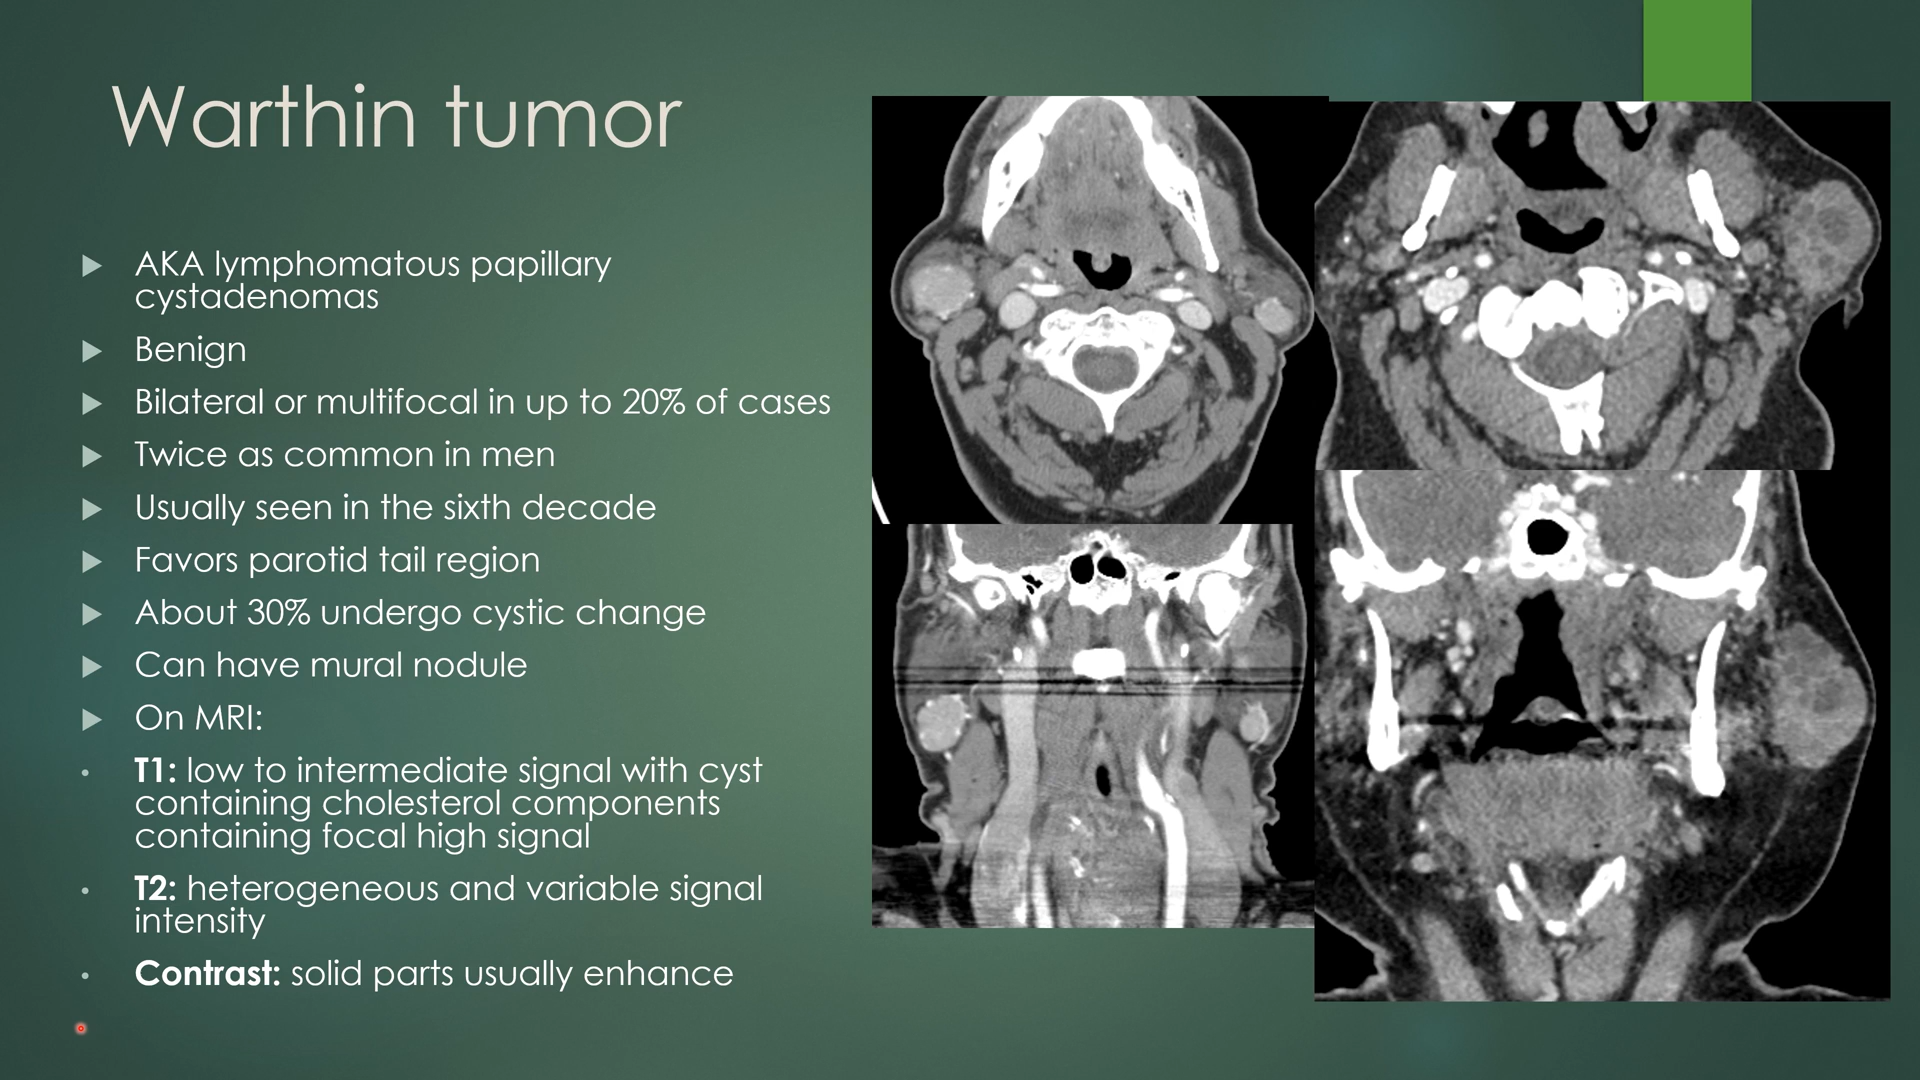 Warthin tumor
AKA lymphomatous papillary
cystadenomas
Benign
Bilateral or multifocal in up to 20% of cases
Twice as common in men
Usually seen in the sixth decade
Favors parotid tail region
About 30% undergo cystic change
Can have mural nodule
On MRI:
T1: low to intermediate signal with cyst
containing cholesterol components
containing focal high signal
T2: heterogeneous and variable signal
intensity
Contrast: solid parts usually enhance